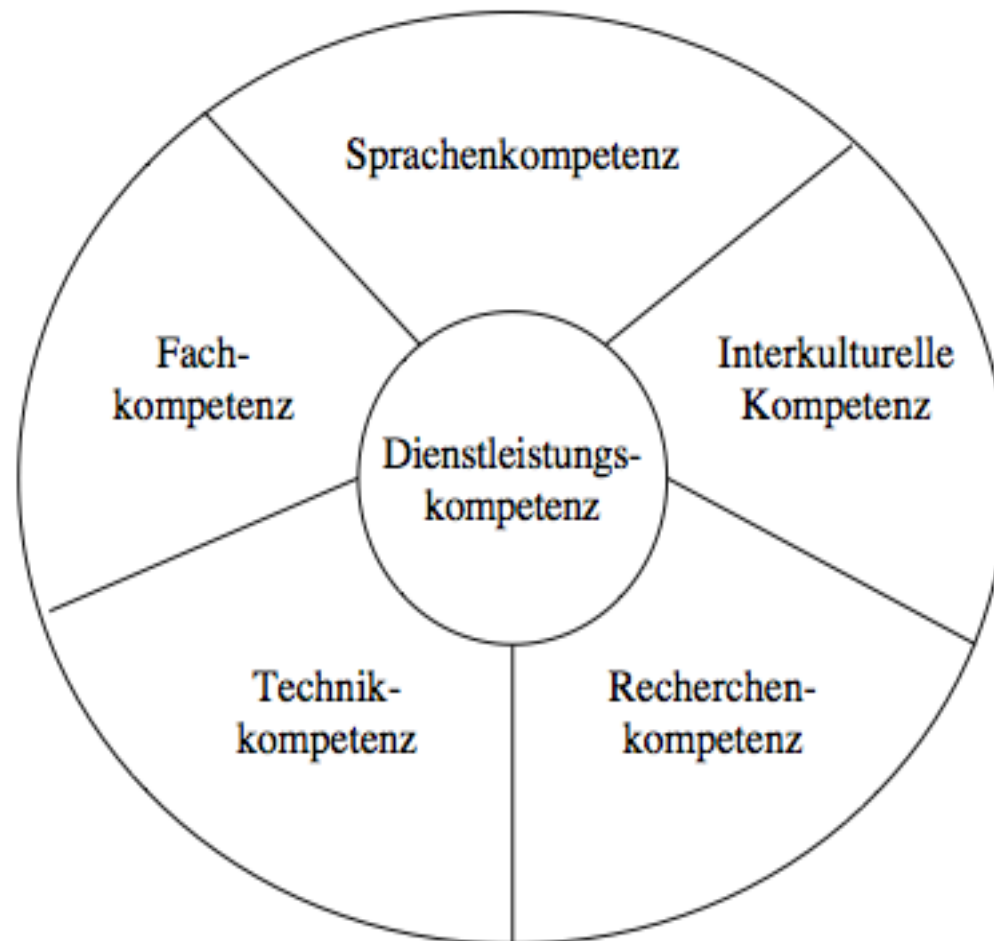 Sprachenkompetenz
Fach-
kompetenz
Interkulturelle
Kompetenz
Dienstleistungs-
kompetenz
Technik-
kompetenz
Recherchen-
kompetenz